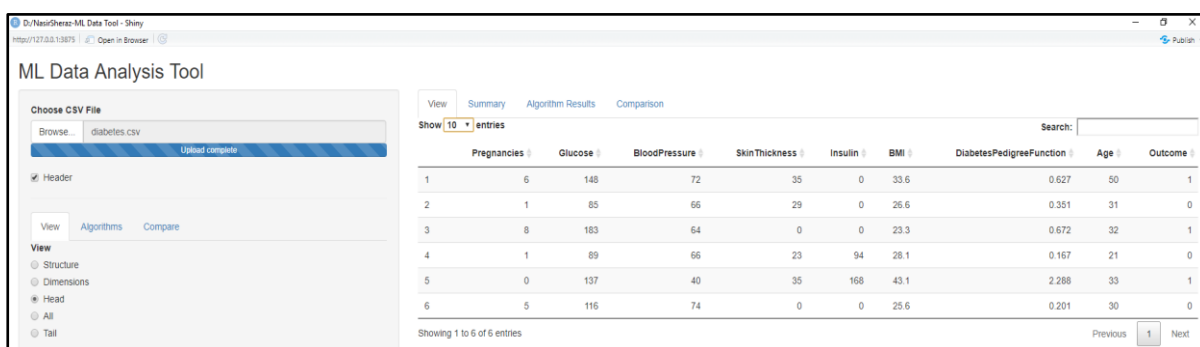 D:/NasirSheraz-ML Data Tool - Shiny
http://127.0.0.1:3875 Open in Browser Publish
ML Data Analysis Tool
Choose CSV File
Browse... diabetes.csv
Upload complete
Header
View Algorithms Compare
View
Structure
Dimensions
Head
All
Tail
View Summary Algorithm Results Comparison
Show 10 entries Search:
Pregnancies Glucose BloodPressure SkinThickness Insulin BMI DiabetesPedigreeFunction Age Outcome
1 6 148 72 35 0 33.6 0.627 50 1
2 1 85 66 29 0 26.6 0.351 31 0
3 8 183 64 0 0 23.3 0.672 32 1
4 1 89 66 23 94 28.1 0.167 21 0
5 0 137 40 35 168 43.1 2.288 33 1
6 5 116 74 0 0 25.6 0.201 30 0
Showing 1 to 6 of 6 entries Previous 1 Next